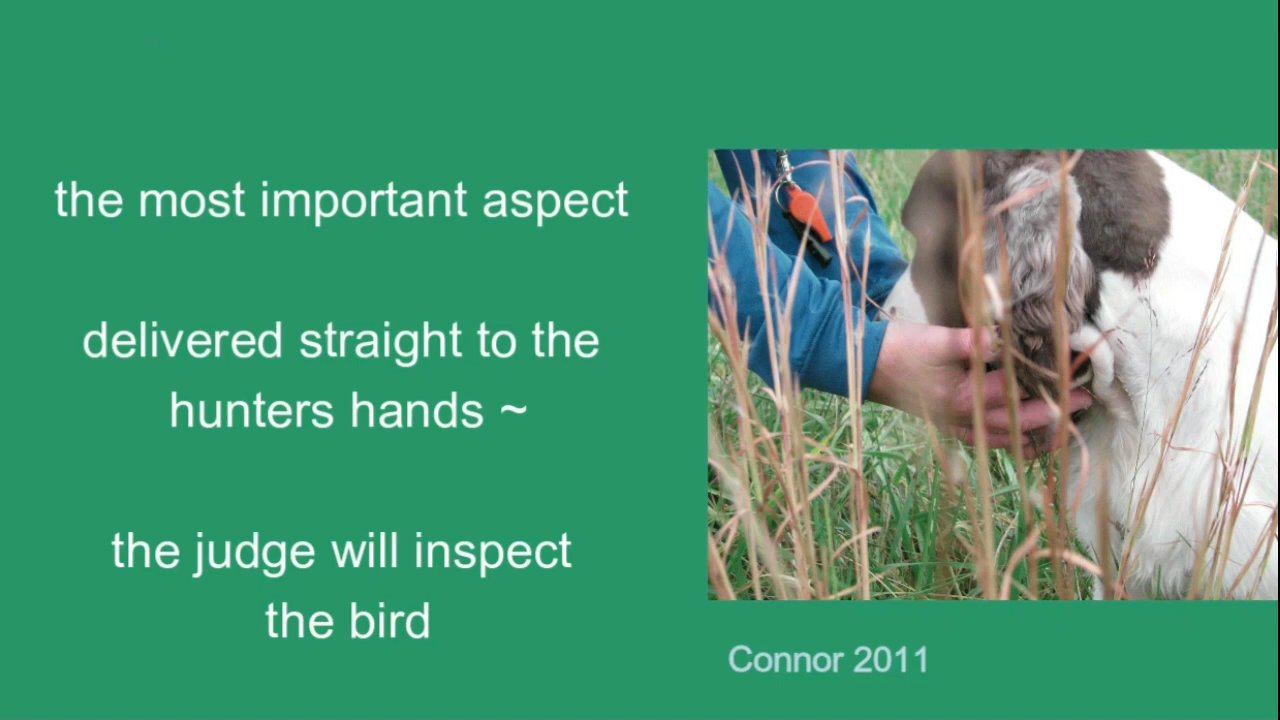 the most important aspect
delivered straight to the
hunters hands ~
the judge will inspect
the bird
Connor 2011